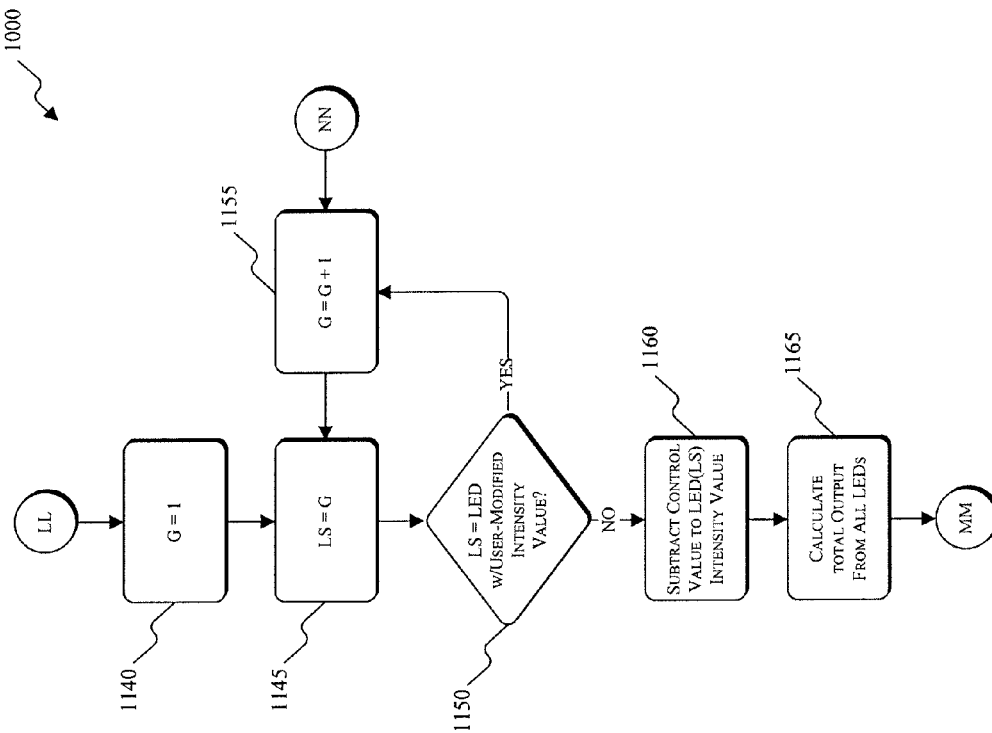 1000
LL
1140
G = 1
1155
G = G + 1
NN
1145
LS = G
1150
LS = LED
W/USER-MODIFIED
INTENSITY
VALUE?
YES
NO
1160
SUBTRACT CONTROL
VALUE TO LED(LS)
INTENSITY VALUE
1165
CALCULATE
TOTAL OUTPUT
FROM ALL LEDS
MM